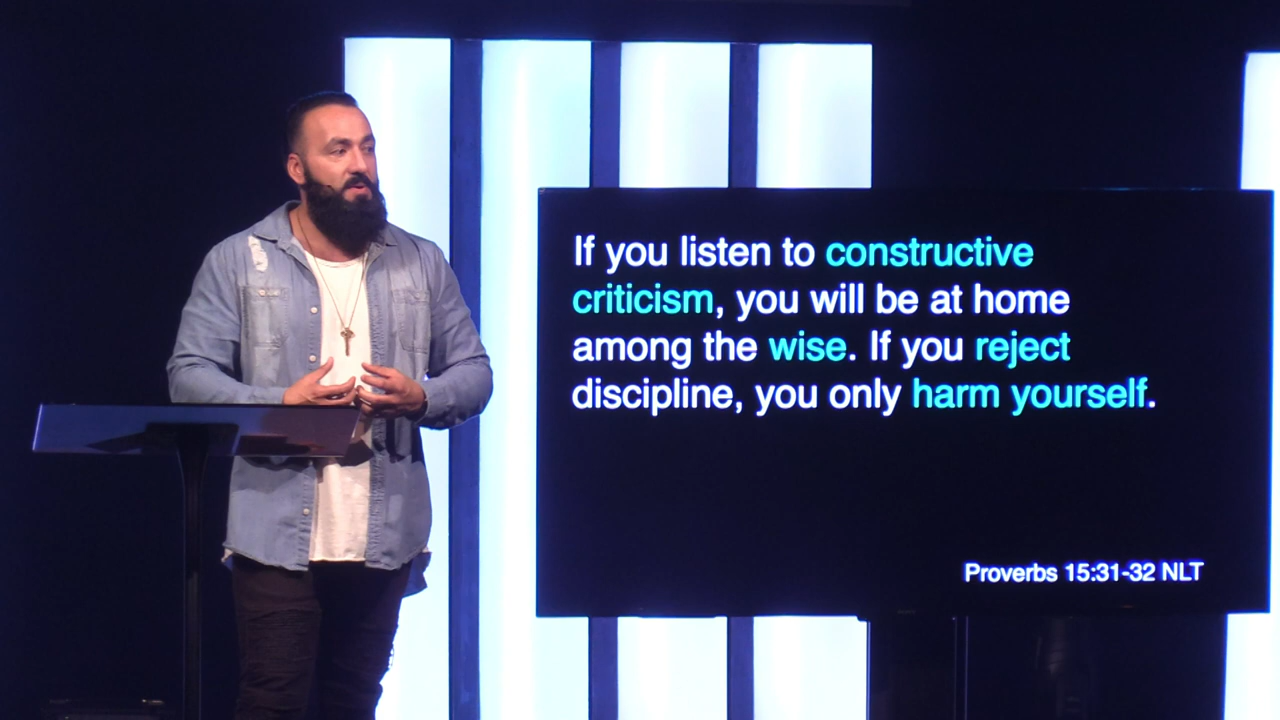 If you listen to constructive
criticism, you will be at home
among the wise. If you reject
discipline, you only harm yourself.
Proverbs 15:31-32 NLT